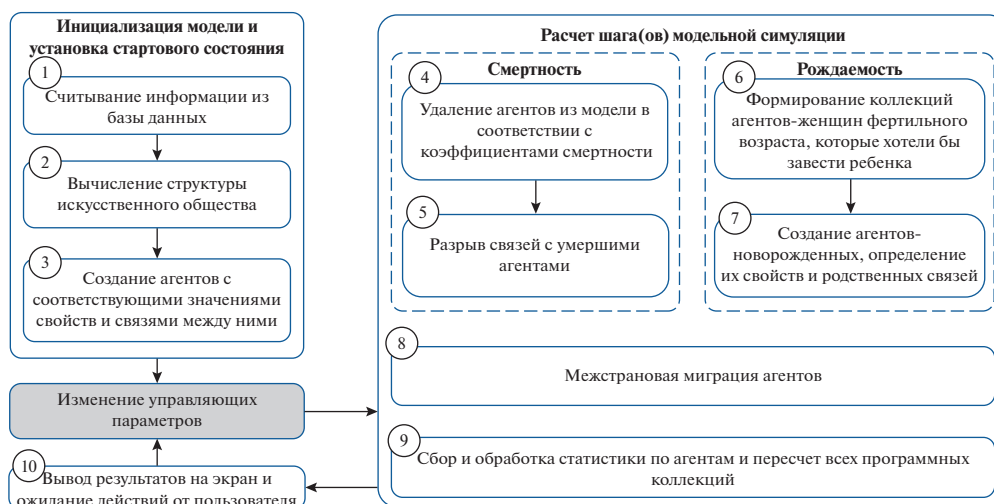 Инициализация модели и
установка стартового состояния
1
Считывание информации из
базы данных
2
Вычисление структуры
искусственного общества
3
Создание агентов с
соответствующими значениями
свойств и связями между ними
Изменение управляющих
параметров
10
Вывод результатов на экран и
ожидание действий от пользователя
Расчет шага(ов) модельной симуляции
Смертность
4
Удаление агентов из модели в
соответствии с
коэффициентами смертности
5
Разрыв связей с умершими
агентами
Рождаемость
6
Формирование коллекций
агентов-женщин фертильного
возраста, которые хотели бы
завести ребенка
7
Создание агентов-
новорожденных, определение
их свойств и родственных связей
8
Межстрановая миграция агентов
9
Сбор и обработка статистики по агентам и пересчет всех программных
коллекций